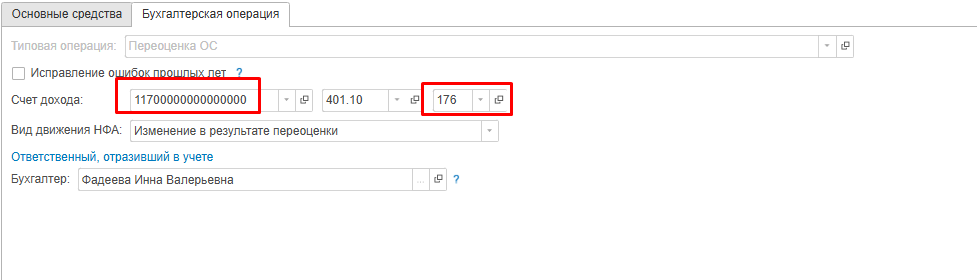 Основные средства Бухгалтерская операция
Типовая операция: Переоценка ОС
Исправление ошибок прошлых лет ?
Счет дохода: 11700000000000000 401.10 176
Вид движения НФА: Изменение в результате переоценки
Ответственный, отразивший в учете
Бухгалтер: Фадеева Инна Валерьевна ... ?